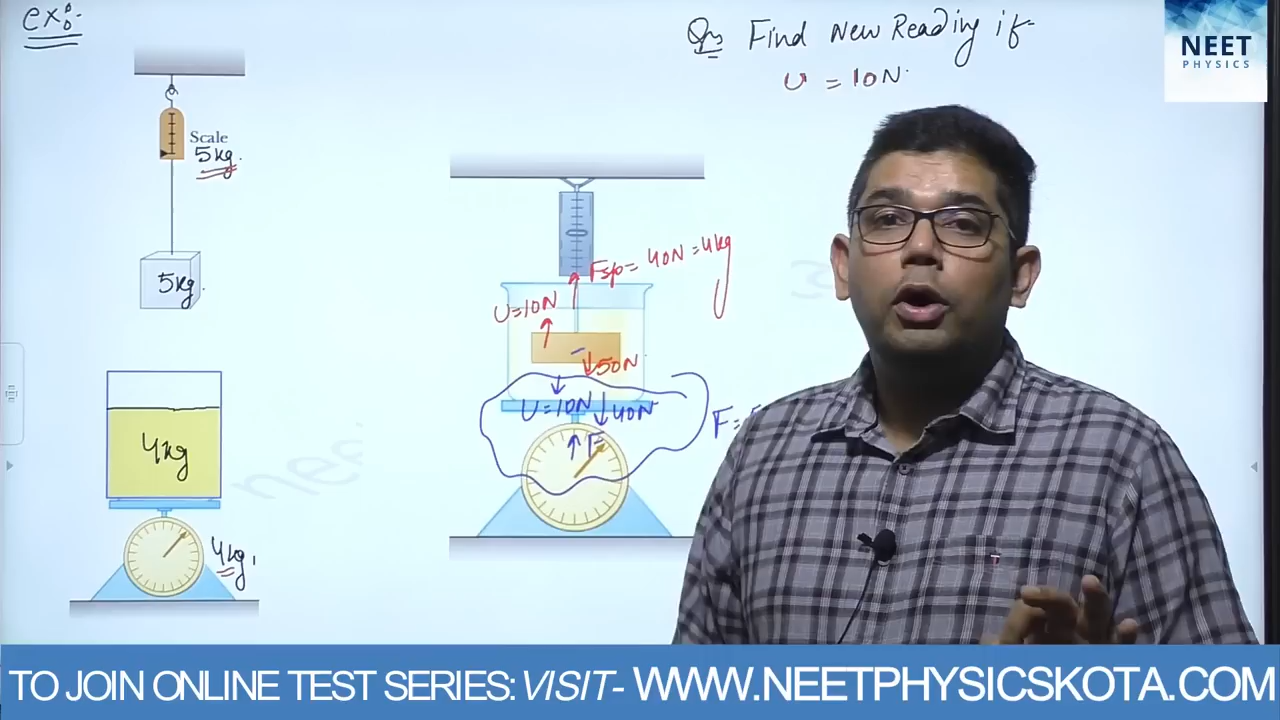 ex:-
Qs Find New Reading if
U = 10N
NEET
PHYSICS
Scale
5kg.
5kg
Fsp = 40N = 4kg
U=10N
50N
U=10N
40N
F
F=
4kg
4kg
TO JOIN ONLINE TEST SERIES: VISIT- WWW.NEETPHYSICSKOTA.COM